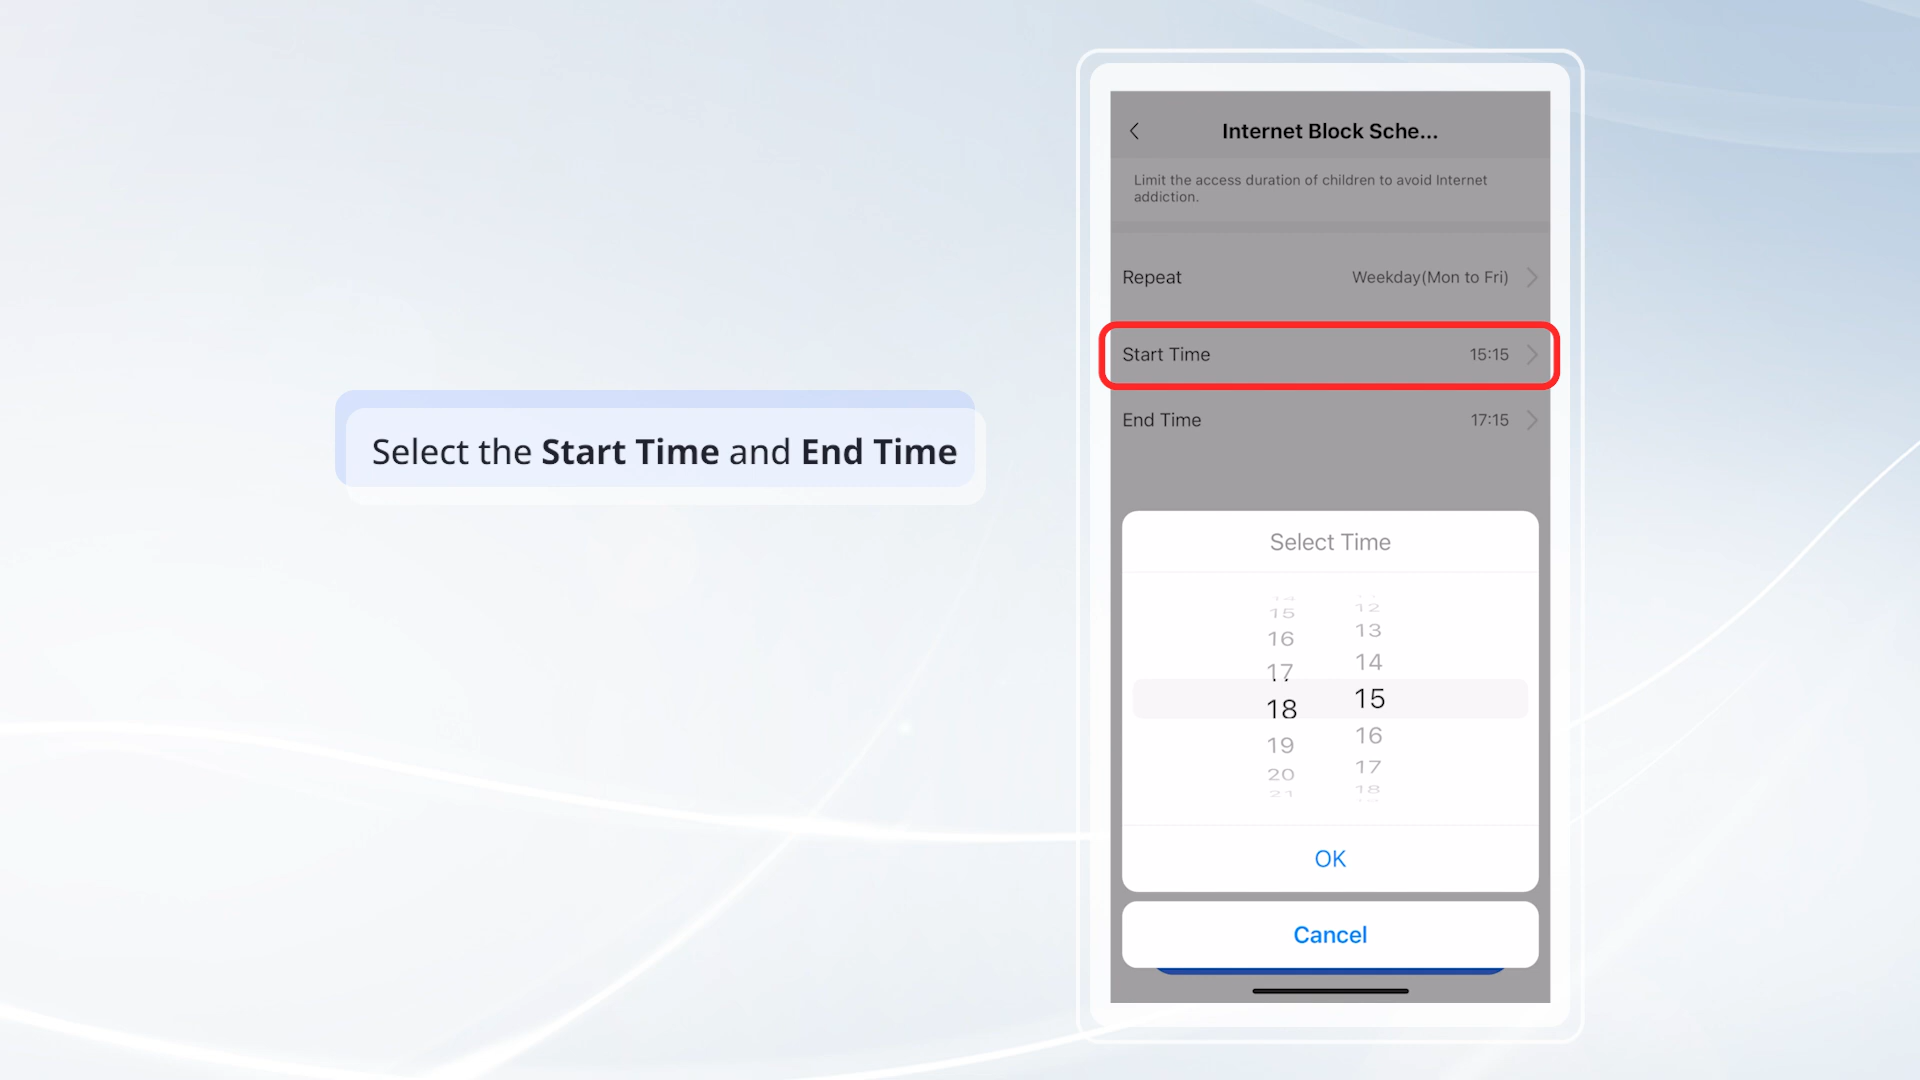 Internet Block Sche...
Limit the access duration of children to avoid Internet
addiction.
Repeat Weekday(Mon to Fri)
Start Time 15:15
End Time 17:15
Select the Start Time and End Time
Select Time
15 12
16 13
17 14
18 15
19 16
20 17
21 18
OK
Cancel